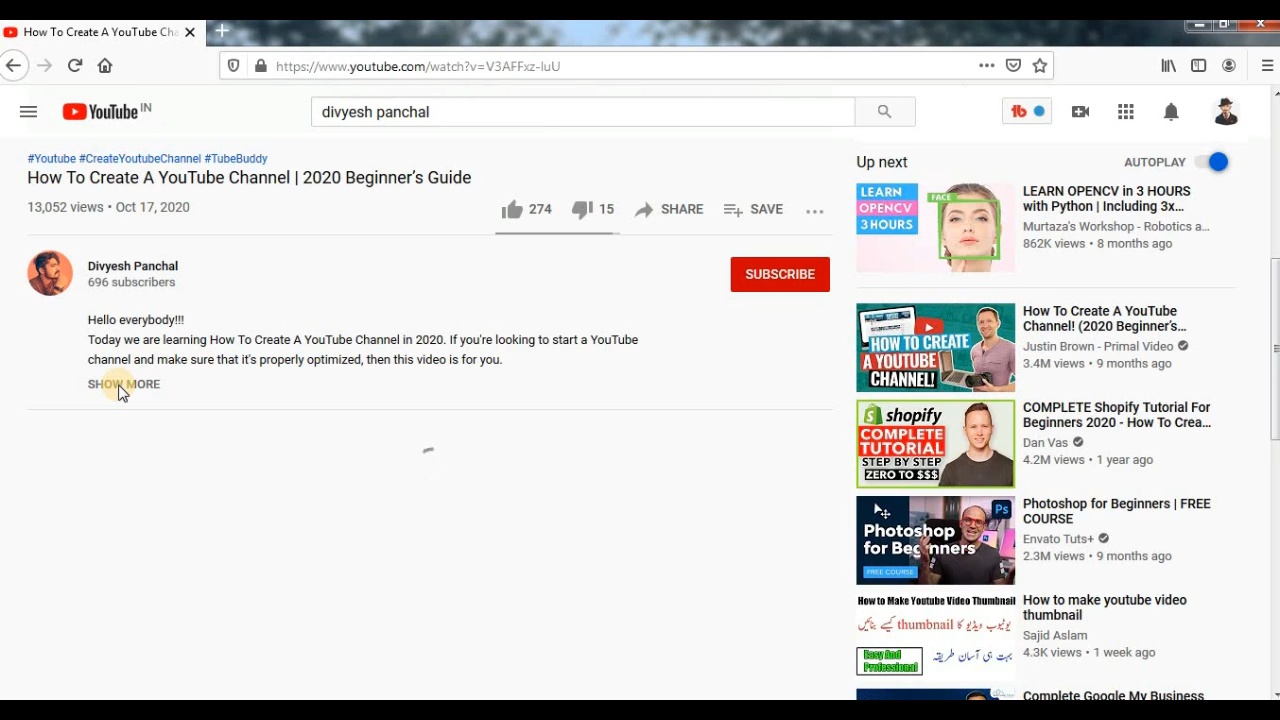 How To Create A YouTube Cha
https://www.youtube.com/watch?v=V3AFFxz-luU
YouTube IN
divyesh panchal
#Youtube #CreateYoutubeChannel #TubeBuddy
How To Create A YouTube Channel | 2020 Beginner's Guide
13,052 views • Oct 17, 2020
274
15
SHARE
SAVE
Divyesh Panchal
696 subscribers
SUBSCRIBE
Hello everybody!!!
Today we are learning How To Create A YouTube Channel in 2020. If you're looking to start a YouTube
channel and make sure that it's properly optimized, then this video is for you.
SHOW MORE
Up next
AUTOPLAY
LEARN
OPENCV
3 HOURS
FACE
LEARN OPENCV in 3 HOURS
with Python | Including 3x...
Murtaza's Workshop - Robotics a...
862K views • 8 months ago
HOW TO CREATE
A YOUTUBE
CHANNEL!
How To Create A YouTube
Channel! (2020 Beginner's...
Justin Brown - Primal Video
3.4M views • 9 months ago
shopify
COMPLETE
TUTORIAL
STEP BY STEP
ZERO TO $$$
COMPLETE Shopify Tutorial For
Beginners 2020 - How To Crea...
Dan Vas
4.2M views • 1 year ago
Ps
Photoshop
for Beginners
FREE COURSE
Photoshop for Beginners | FREE
COURSE
Envato Tuts+
2.3M views • 9 months ago
How to Make Youtube Video Thumbnail
یوٹیوب ویڈیو کا thumbnail کیسے بنائیں
Easy And
Professional
بہت ہی آسان طریقہ
How to make youtube video
thumbnail
Sajid Aslam
4.3K views • 1 week ago
Complete Google My Business